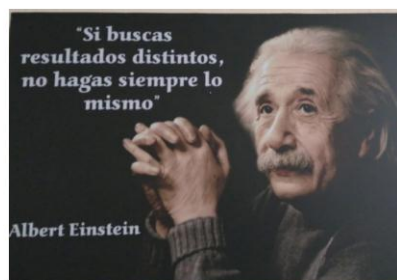 "Si buscas
resultados distintos,
no hagas siempre lo
mismo"
Albert Einstein